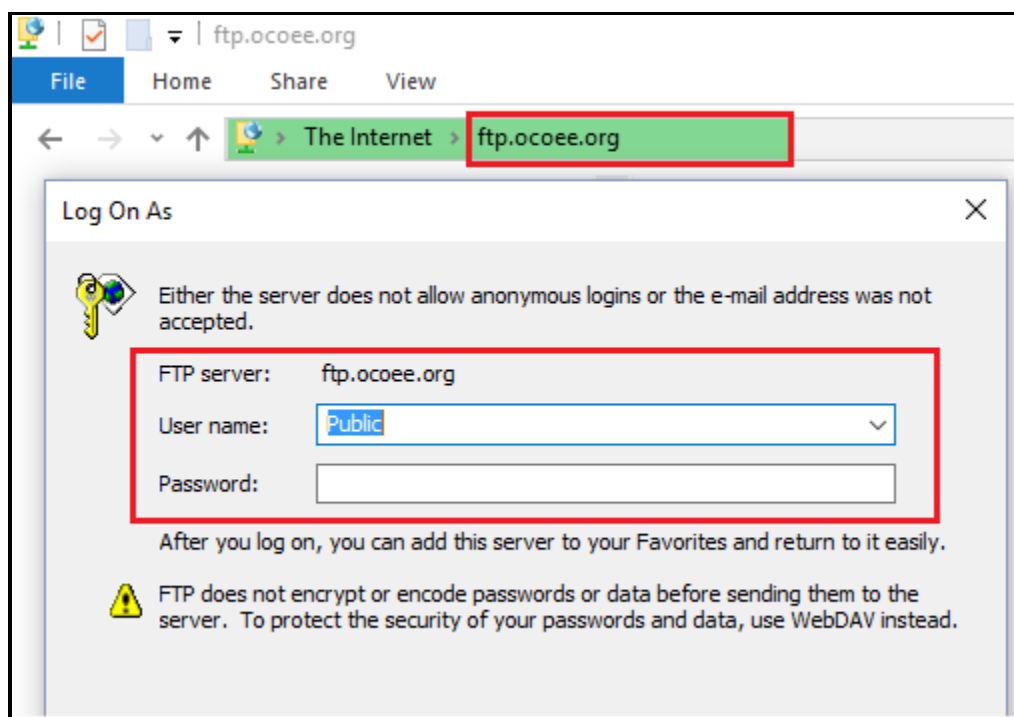 ftp.ocoee.org
File Home Share View
The Internet ftp.ocoee.org
Log On As
Either the server does not allow anonymous logins or the e-mail address was not
accepted.
FTP server: ftp.ocoee.org
User name: Public
Password:
After you log on, you can add this server to your Favorites and return to it easily.
FTP does not encrypt or encode passwords or data before sending them to the
server. To protect the security of your passwords and data, use WebDAV instead.